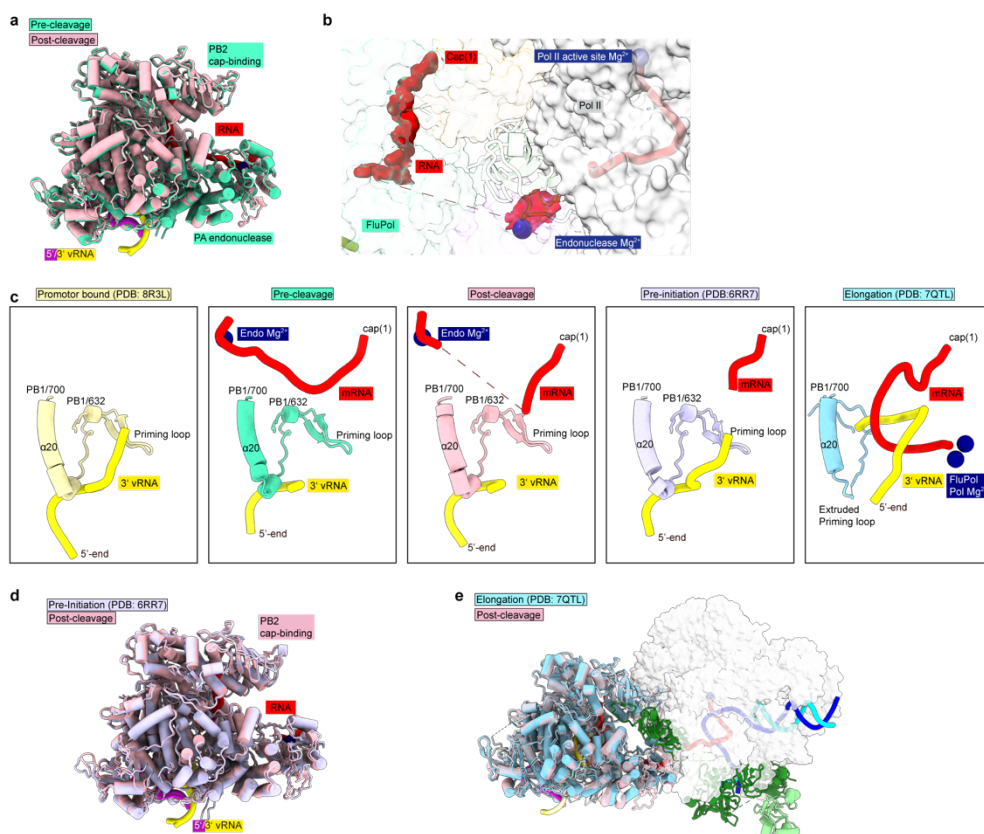 a
Pre-cleavage
Post-cleavage
PB2
cap-binding
RNA
PA endonuclease
5'/3' vRNA
b
Cap(1)
Pol II active site Mg²⁺
Pol II
RNA
FluPol
Endonuclease Mg²⁺
c
Promotor bound (PDB: 8R3L)
PB1/700
PB1/632
α20
Priming loop
3' vRNA
5'-end
Pre-cleavage
Endo Mg²⁺
cap(1)
mRNA
PB1/700
PB1/632
Priming loop
α20
3' vRNA
5'-end
Post-cleavage
Endo Mg²⁺
cap(1)
mRNA
PB1/700
PB1/632
Priming loop
α20
3' vRNA
5'-end
Pre-initiation (PDB:6RR7)
cap(1)
mRNA
PB1/700
PB1/632
Priming loop
α20
3' vRNA
5'-end
Elongation (PDB: 7QTL)
cap(1)
PB1/700
mRNA
α20
3' vRNA
FluPol
Pol Mg²⁺
Extruded
Priming loop
5'-end
d
Pre-Initiation (PDB: 6RR7)
Post-cleavage
PB2
cap-binding
RNA
5'/3' vRNA
e
Elongation (PDB: 7QTL)
Post-cleavage